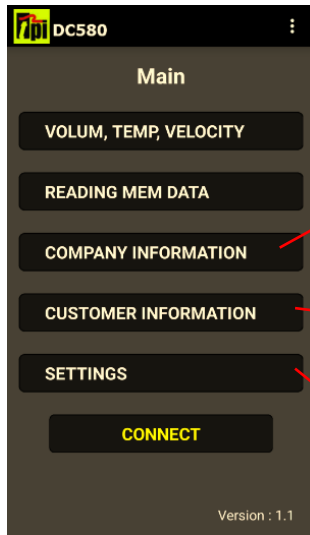 TPI DC580
Main
VOLUM, TEMP, VELOCITY
READING MEM DATA
COMPANY INFORMATION
CUSTOMER INFORMATION
SETTINGS
CONNECT
Version : 1.1